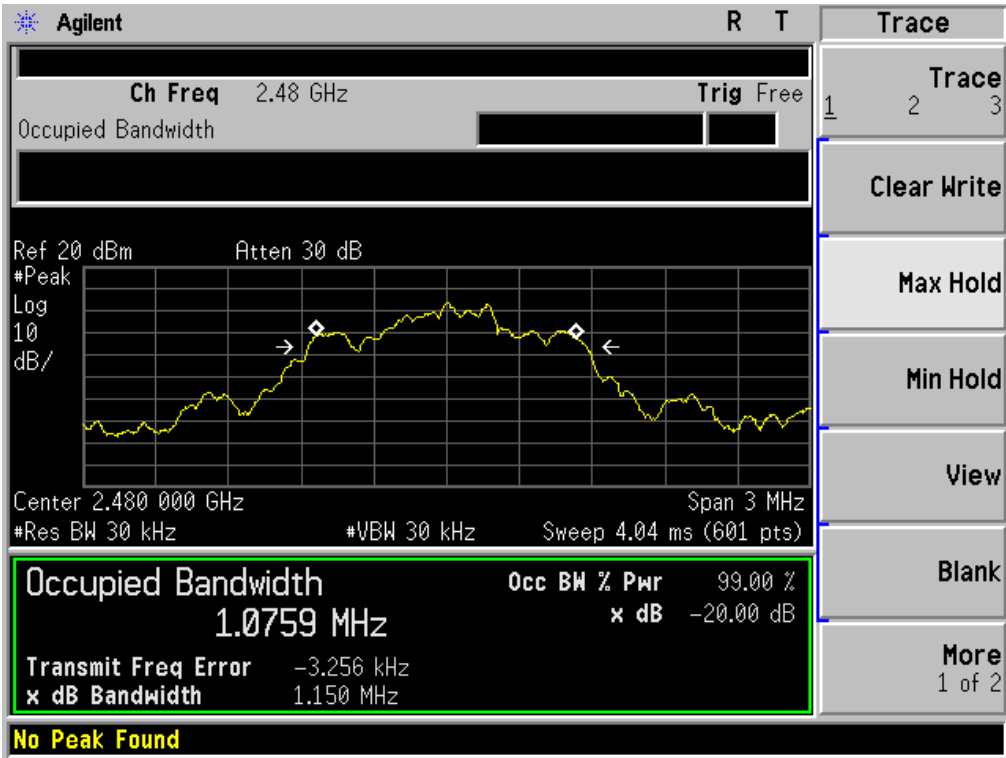 Agilent R T
Ch Freq 2.48 GHz Trig Free
Occupied Bandwidth
Ref 20 dBm Atten 30 dB
#Peak
Log
10
dB/
Center 2.480 000 GHz Span 3 MHz
#Res BW 30 kHz #VBW 30 kHz Sweep 4.04 ms (601 pts)
Occupied Bandwidth Occ BW % Pwr 99.00 %
1.0759 MHz x dB -20.00 dB
Transmit Freq Error -3.256 kHz
x dB Bandwidth 1.150 MHz
No Peak Found
Trace
Trace
1 2 3
Clear Write
Max Hold
Min Hold
View
Blank
More
1 of 2